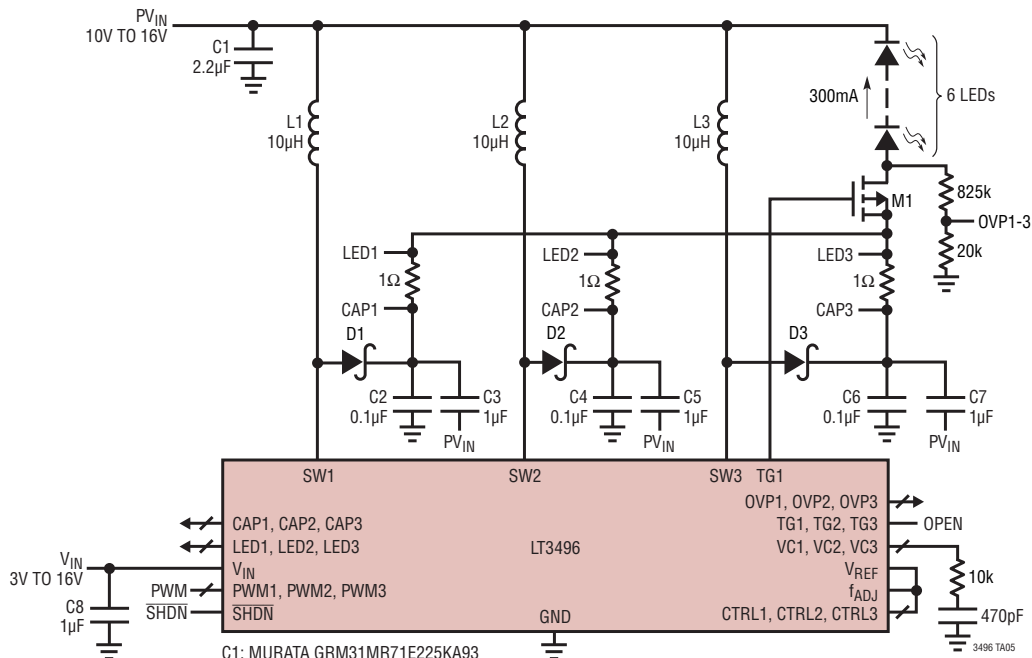 PVIN
10V TO 16V
C1
2.2µF
L1
10µH
L2
10µH
L3
10µH
300mA
6 LEDs
M1
825k
OVP1-3
20k
LED1
1Ω
CAP1
LED2
1Ω
CAP2
LED3
1Ω
CAP3
D1
D2
D3
C2
0.1µF
C3
1µF
PVIN
C4
0.1µF
C5
1µF
PVIN
C6
0.1µF
C7
1µF
PVIN
SW1
SW2
SW3
TG1
OVP1, OVP2, OVP3
CAP1, CAP2, CAP3
TG1, TG2, TG3
OPEN
LED1, LED2, LED3
LT3496
VC1, VC2, VC3
VIN
3V TO 16V
VIN
VREF
10k
PWM
PWM1, PWM2, PWM3
fADJ
C8
1µF
SHDN
SHDN
GND
CTRL1, CTRL2, CTRL3
470pF
3496 TA05
C1: MURATA GRM31MR71E225KA93